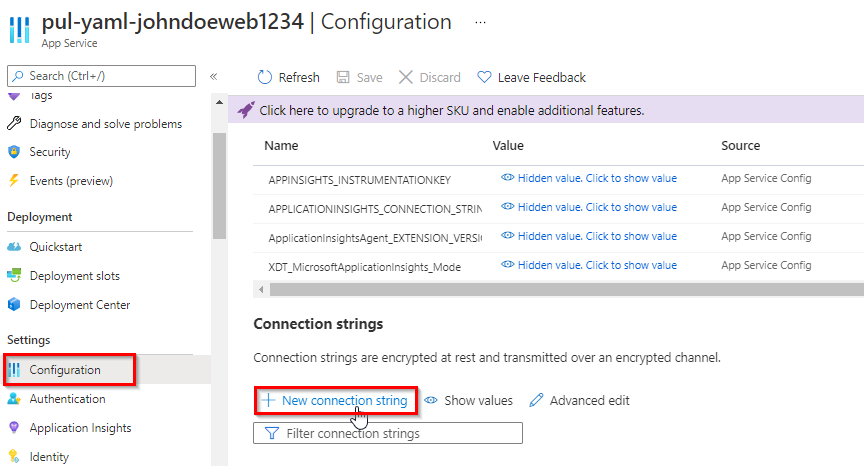 pul-yaml-johndoeweb1234 | Configuration ...
App Service
Search (Ctrl+/)
«
Tags
Diagnose and solve problems
Security
Events (preview)
Deployment
Quickstart
Deployment slots
Deployment Center
Settings
Configuration
Authentication
Application Insights
Identity
Refresh Save Discard Leave Feedback
Click here to upgrade to a higher SKU and enable additional features.
Name Value Source
APPINSIGHTS_INSTRUMENTATIONKEY Hidden value. Click to show value App Service Config
APPLICATIONINSIGHTS_CONNECTION_STRIN Hidden value. Click to show value App Service Config
ApplicationInsightsAgent_EXTENSION_VERSI Hidden value. Click to show value App Service Config
XDT_MicrosoftApplicationInsights_Mode Hidden value. Click to show value App Service Config
Connection strings
Connection strings are encrypted at rest and transmitted over an encrypted channel.
New connection string Show values Advanced edit
Filter connection strings